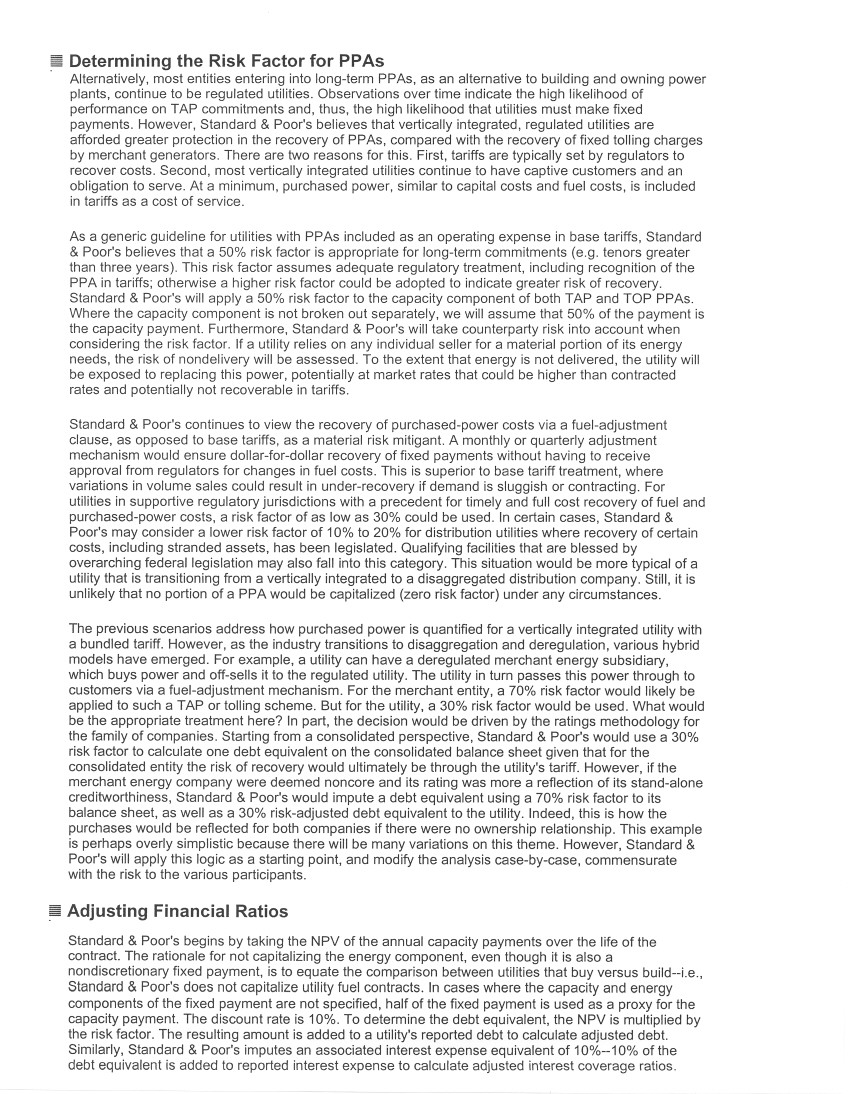 Determining the Risk Factor for PPAs
Alternatively, most entities entering into long-term PPAs, as an alternative to building and owning power
plants, continue to be regulated utilities. Observations over time indicate the high likelihood of
performance on TAP commitments and, thus, the high likelihood that utilities must make fixed
payments. However, Standard & Poor's believes that vertically integrated, regulated utilities are
afforded greater protection in the recovery of PPAs, compared with the recovery of fixed tolling charges
by merchant generators. There are two reasons for this. First, tariffs are typically set by regulators to
recover costs. Second, most vertically integrated utilities continue to have captive customers and an
obligation to serve. At a minimum, purchased power, similar to capital costs and fuel costs, is included
in tariffs as a cost of service.
As a generic guideline for utilities with PPAs included as an operating expense in base tariffs, Standard
& Poor's believes that a 50% risk factor is appropriate for long-term commitments (e.g. tenors greater
than three years). This risk factor assumes adequate regulatory treatment, including recognition of the
PPA in tariffs; otherwise a higher risk factor could be adopted to indicate greater risk of recovery.
Standard & Poor's will apply a 50% risk factor to the capacity component of both TAP and TOP PPAs.
Where the capacity component is not broken out separately, we will assume that 50% of the payment is
the capacity payment. Furthermore, Standard & Poor's will take counterparty risk into account when
considering the risk factor. If a utility relies on any individual seller for a material portion of its energy
needs, the risk of nondelivery will be assessed. To the extent that energy is not delivered, the utility will
be exposed to replacing this power, potentially at market rates that could be higher than contracted
rates and potentially not recoverable in tariffs.
Standard & Poor's continues to view the recovery of purchased-power costs via a fuel-adjustment
clause, as opposed to base tariffs, as a material risk mitigant. A monthly or quarterly adjustment
mechanism would ensure dollar-for-dollar recovery of fixed payments without having to receive
approval from regulators for changes in fuel costs. This is superior to base tariff treatment, where
variations in volume sales could result in under-recovery if demand is sluggish or contracting. For
utilities in supportive regulatory jurisdictions with a precedent for timely and full cost recovery of fuel and
purchased-power costs, a risk factor of as low as 30% could be used. In certain cases, Standard &
Poor's may consider a lower risk factor of 10% to 20% for distribution utilities where recovery of certain
costs, including stranded assets, has been legislated. Qualifying facilities that are blessed by
overarching federal legislation may also fall into this category. This situation would be more typical of a
utility that is transitioning from a vertically integrated to a disaggregated distribution company. Still, it is
unlikely that no portion of a PPA would be capitalized (zero risk factor) under any circumstances.
The previous scenarios address how purchased power is quantified for a vertically integrated utility with
a bundled tariff. However, as the industry transitions to disaggregation and deregulation, various hybrid
models have emerged. For example, a utility can have a deregulated merchant energy subsidiary,
which buys power and off-sells it to the regulated utility. The utility in turn passes this power through to
customers via a fuel-adjustment mechanism. For the merchant entity, a 70% risk factor would likely be
applied to such a TAP or tolling scheme. But for the utility, a 30% risk factor would be used. What would
be the appropriate treatment here? In part, the decision would be driven by the ratings methodology for
the family of companies. Starting from a consolidated perspective, Standard & Poor's would use a 30%
risk factor to calculate one debt equivalent on the consolidated balance sheet given that for the
consolidated entity the risk of recovery would ultimately be through the utility's tariff. However, if the
merchant energy company were deemed noncore and its rating was more a reflection of its stand-alone
creditworthiness, Standard & Poor's would impute a debt equivalent using a 70% risk factor to its
balance sheet, as well as a 30% risk-adjusted debt equivalent to the utility. Indeed, this is how the
purchases would be reflected for both companies if there were no ownership relationship. This example
is perhaps overly simplistic because there will be many variations on this theme. However, Standard &
Poor's will apply this logic as a starting point, and modify the analysis case-by-case, commensurate
with the risk to the various participants.
Adjusting Financial Ratios
Standard & Poor's begins by taking the NPV of the annual capacity payments over the life of the
contract. The rationale for not capitalizing the energy component, even though it is also a
nondiscretionary fixed payment, is to equate the comparison between utilities that buy versus build--i.e.,
Standard & Poor's does not capitalize utility fuel contracts. In cases where the capacity and energy
components of the fixed payment are not specified, half of the fixed payment is used as a proxy for the
capacity payment. The discount rate is 10%. To determine the debt equivalent, the NPV is multiplied by
the risk factor. The resulting amount is added to a utility's reported debt to calculate adjusted debt.
Similarly, Standard & Poor's imputes an associated interest expense equivalent of 10%--10% of the
debt equivalent is added to reported interest expense to calculate adjusted interest coverage ratios.